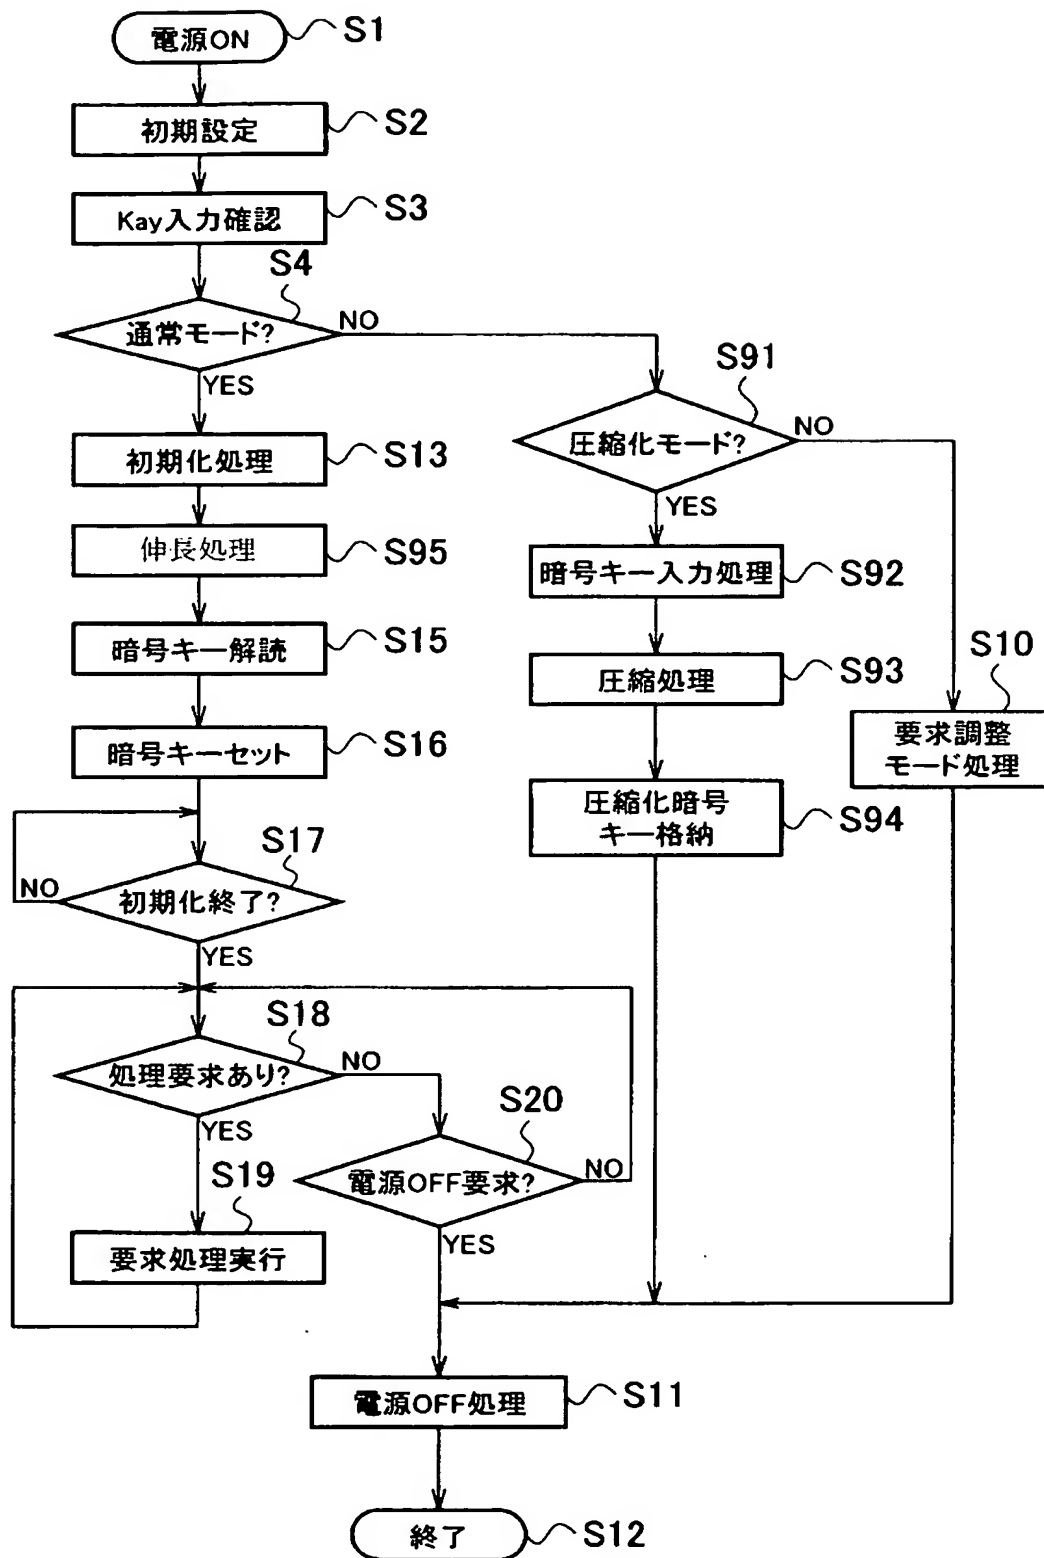 電源ON
S1
初期設定
S2
Kay入力確認
S3
S4
通常モード?
NO
YES
S91
圧縮化モード?
NO
YES
初期化処理
S13
伸長処理
S95
暗号キー解読
S15
暗号キーセット
S16
暗号キー入力処理
S92
圧縮処理
S93
圧縮化暗号
キー格納
S94
S10
要求調整
モード処理
S17
初期化終了?
NO
YES
S18
処理要求あり?
NO
YES
S19
要求処理実行
S20
電源OFF要求?
NO
YES
電源OFF処理
S11
終了
S12